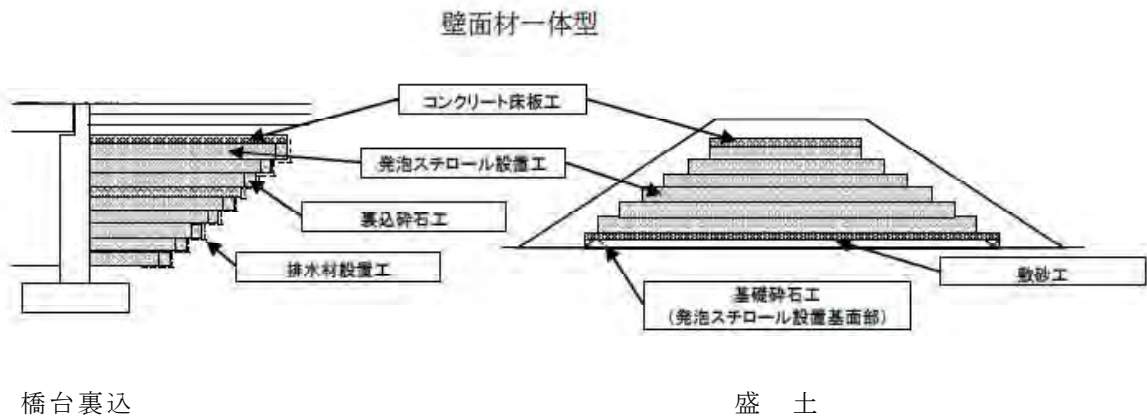 壁面材一体型
コンクリート床板工
発泡スチロール設置工
裏込砕石工
排水材設置工
敷砂工
基礎砕石工
(発泡スチロール設置基面部)
橋台裏込
盛 土